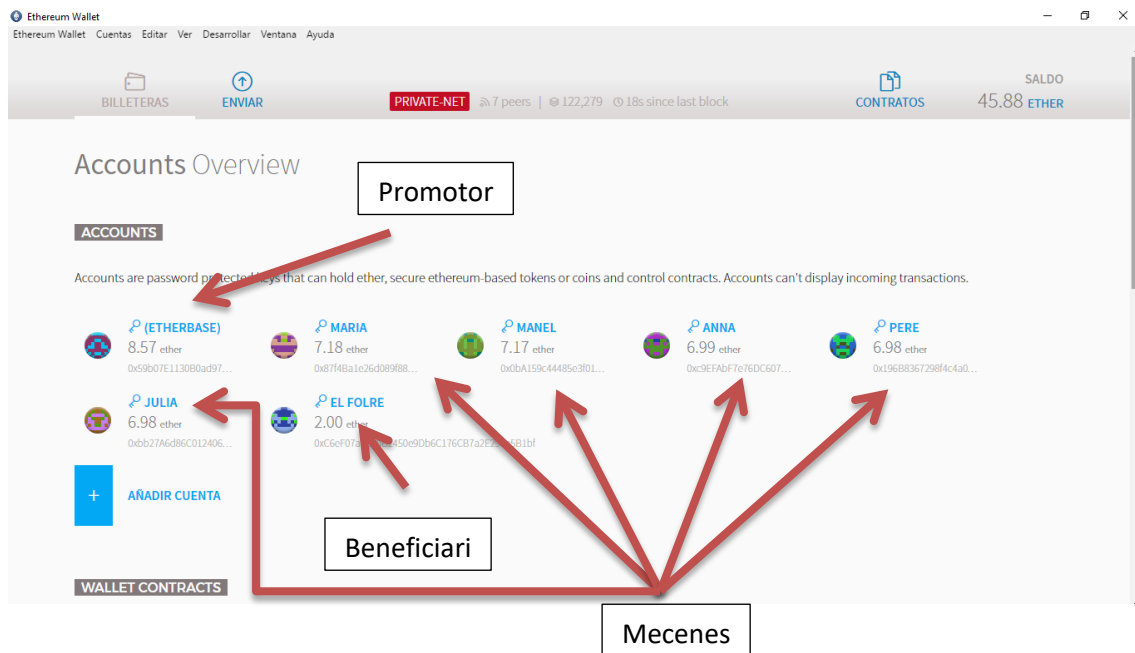 Ethereum Wallet
Ethereum Wallet Cuentas Editar Ver Desarrollar Ventana Ayuda
BILLETERAS ENVIAR PRIVATE-NET 7 peers | 122,279 18s since last block CONTRATOS SALDO 45.88 ETHER
Accounts Overview
Promotor
ACCOUNTS
Accounts are password protected keys that can hold ether, secure ethereum-based tokens or coins and control contracts. Accounts can't display incoming transactions.
(ETHERBASE) MARIA MANEL ANNA PERE
8.57 ether 7.18 ether 7.17 ether 6.99 ether 6.98 ether
0x59b07E1130B0ad97... 0x87f4Ba1e26d089f88... 0x0bA159c44485e3f01... 0xc9EFAbF7e76DC607... 0x196B8367298f4c4a0...
JULIA EL FOLRE
6.98 ether 2.00 ether
0xbb27A6d86C012406...
+ AÑADIR CUENTA
Beneficiari
WALLET CONTRACTS
Mecenes